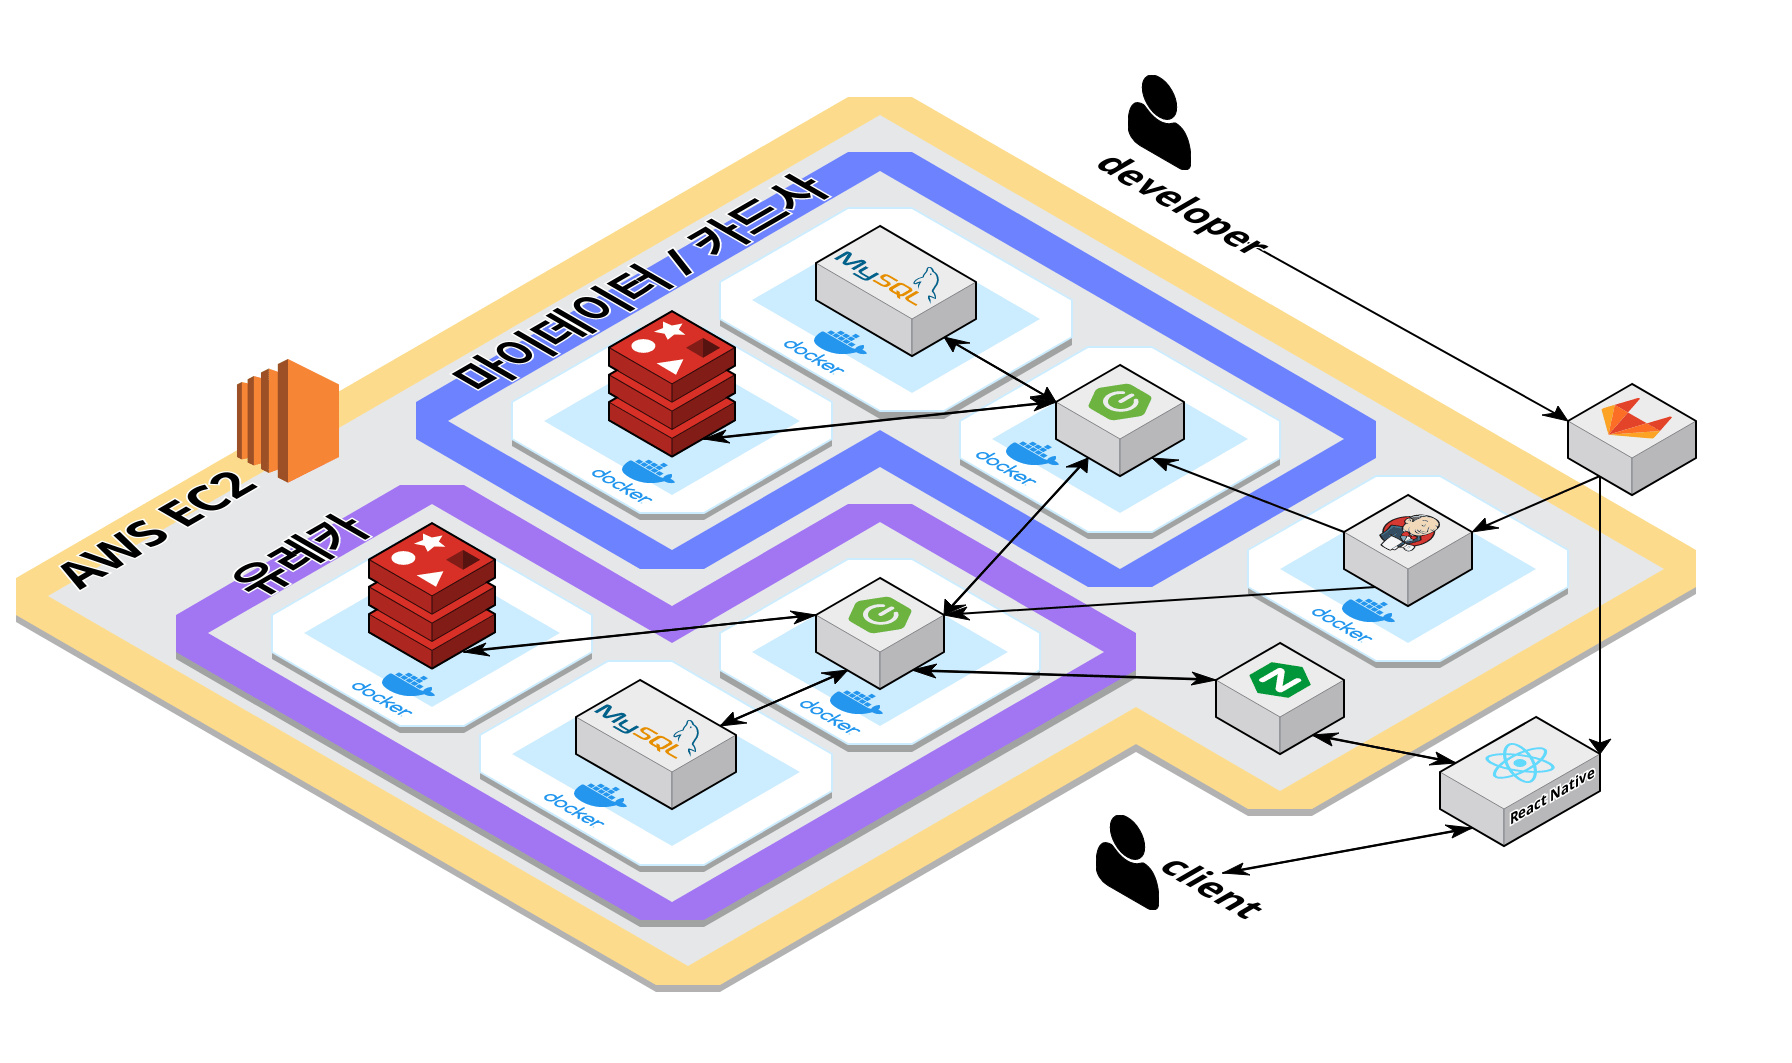 developer
마이데이터 / 카드사
MySQL
docker
docker
docker
AWS EC2
유레카
docker
docker
docker
MySQL
docker
React Native
client